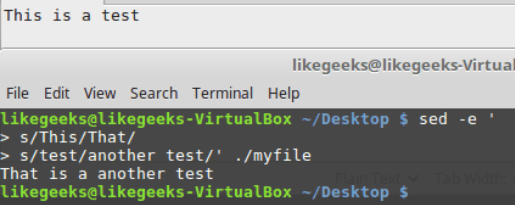 This is a test
likegeeks@likegeeks-Virtual
File Edit View Search Terminal Help
likegeeks@likegeeks-VirtualBox ~/Desktop $ sed -e '
> s/This/That/
> s/test/another test/' ./myfile
That is a another test
Plain Text Tab Width:
likegeeks@likegeeks-VirtualBox ~/Desktop $